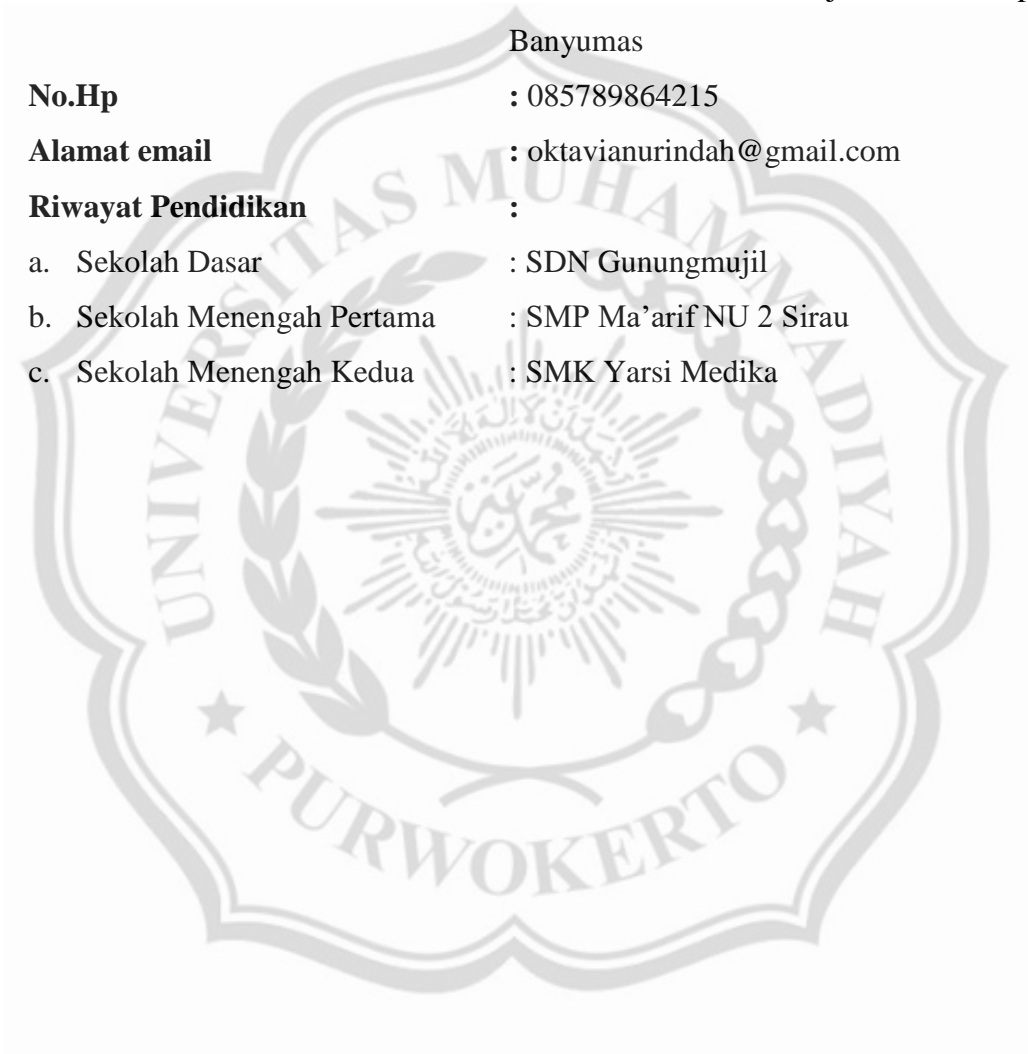 Banyumas
No.Hp : 085789864215
Alamat email : oktavianurindah@gmail.com
Riwayat Pendidikan :
a. Sekolah Dasar : SDN Gunungmujil
b. Sekolah Menengah Pertama : SMP Ma’arif NU 2 Sirau
c. Sekolah Menengah Kedua : SMK Yarsi Medika
UNIVERSITAS MUHAMMADIYAH
PURWOKERTO